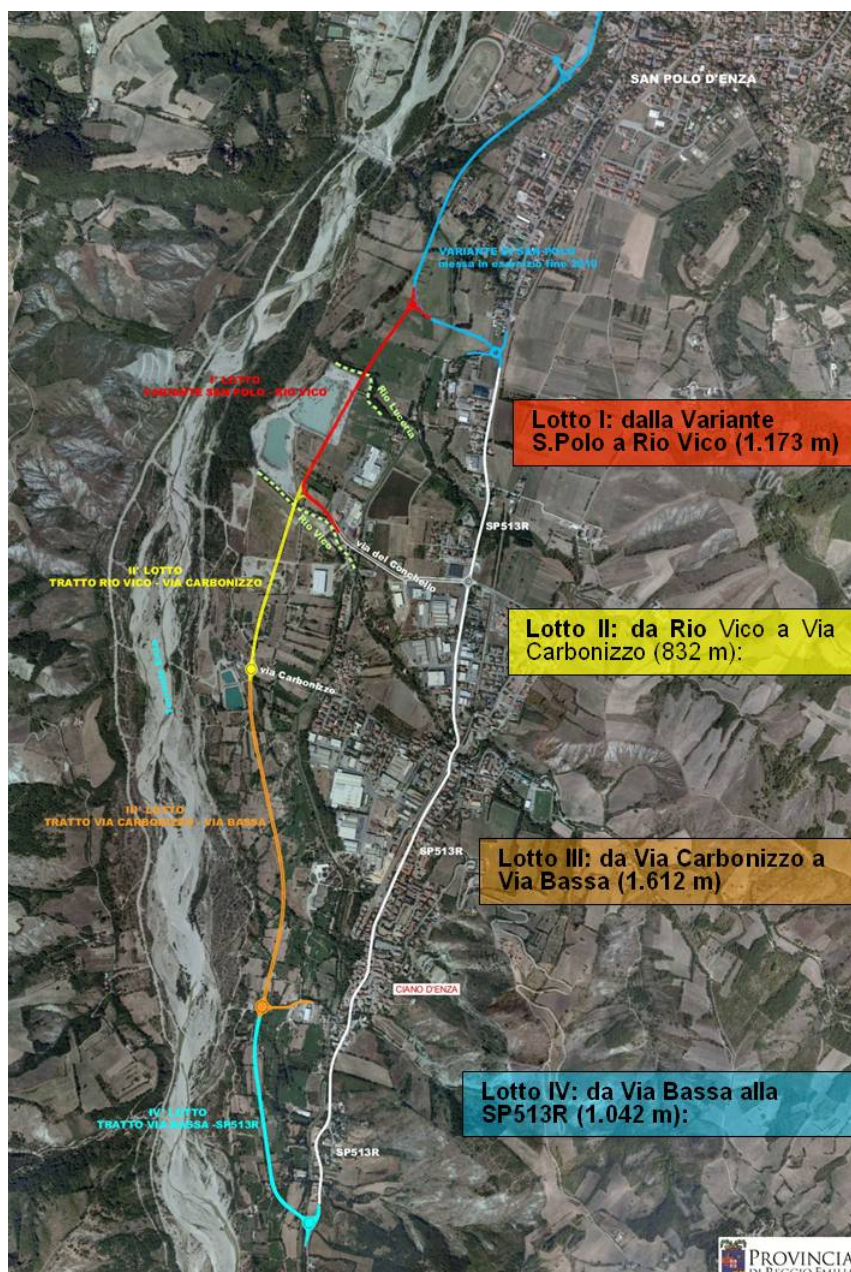 SAN POLO D'ENZA
VARIANTE DI SAN POLO
messa in esercizio fine 2010
I° LOTTO
VARIANTE SAN POLO - RIO VICO
Rio Luceria
Lotto I: dalla Variante
S.Polo a Rio Vico (1.173 m)
SP513R
Rio Vico
via del Conchello
II° LOTTO
TRATTO RIO VICO - VIA CARBONIZZO
Lotto II: da Rio Vico a Via
Carbonizzo (832 m):
via Carbonizzo
III° LOTTO
TRATTO VIA CARBONIZZO - VIA BASSA
SP513R
Lotto III: da Via Carbonizzo a
Via Bassa (1.612 m)
CIANO D'ENZA
Lotto IV: da Via Bassa alla
SP513R (1.042 m):
IV° LOTTO
TRATTO VIA BASSA -SP513R
SP513R
PROVINCIA
DI REGGIO EMILIA